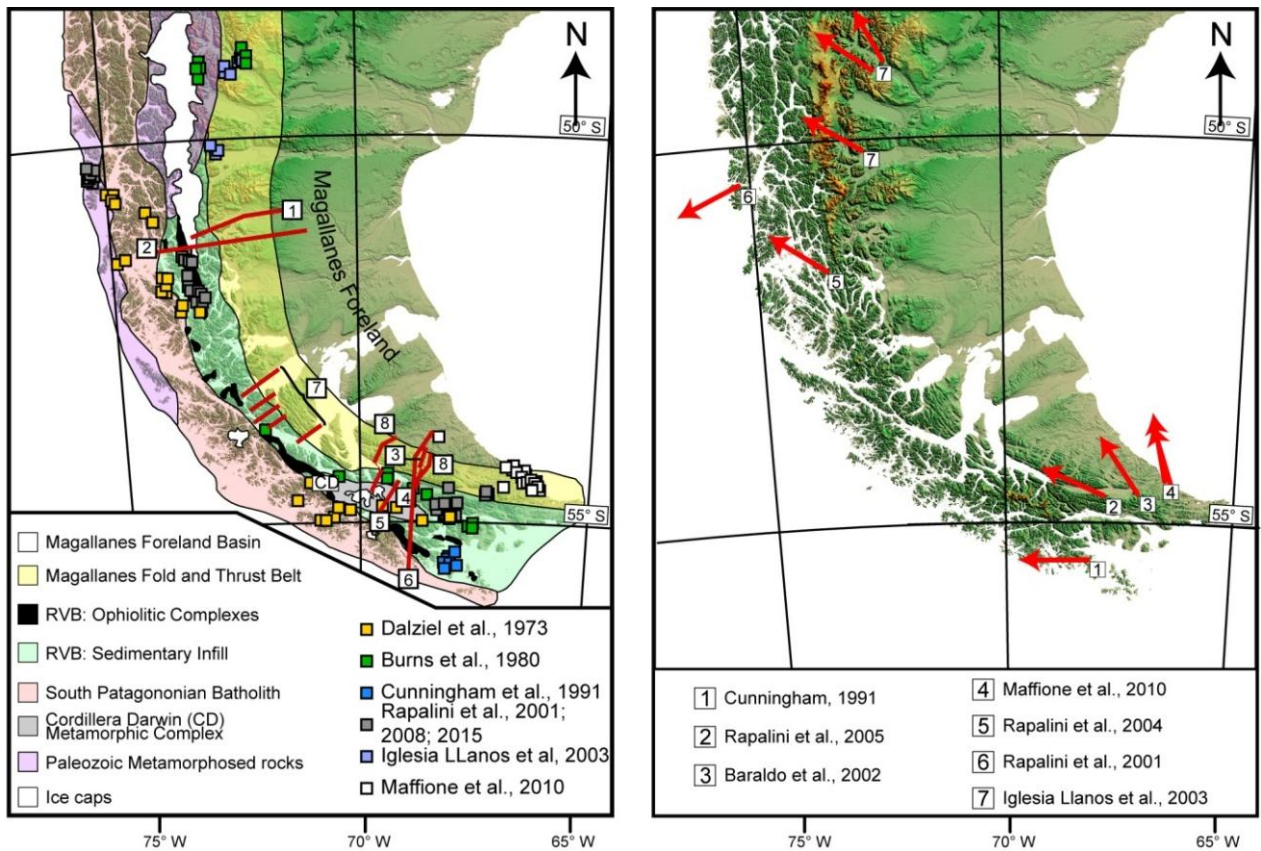 N
50° S
1
Magallanes Foreland
2
7
8
3
8
CD
4
5
55° S
6
Magallanes Foreland Basin
Magallanes Fold and Thrust Belt
RVB: Ophiolitic Complexes
RVB: Sedimentary Infill
South Patagononian Batholith
Cordillera Darwin (CD)
Metamorphic Complex
Paleozoic Metamorphosed rocks
Ice caps
Dalziel et al., 1973
Burns et al., 1980
Cunningham et al., 1991
Rapalini et al., 2001;
2008; 2015
Iglesia LLanos et al, 2003
Maffione et al., 2010
75° W
70° W
65° W
N
7
50° S
7
6
5
4
2
3
55° S
1
1 Cunningham, 1991
2 Rapalini et al., 2005
3 Baraldo et al., 2002
4 Maffione et al., 2010
5 Rapalini et al., 2004
6 Rapalini et al., 2001
7 Iglesia Llanos et al., 2003
75° W
70° W
65° W